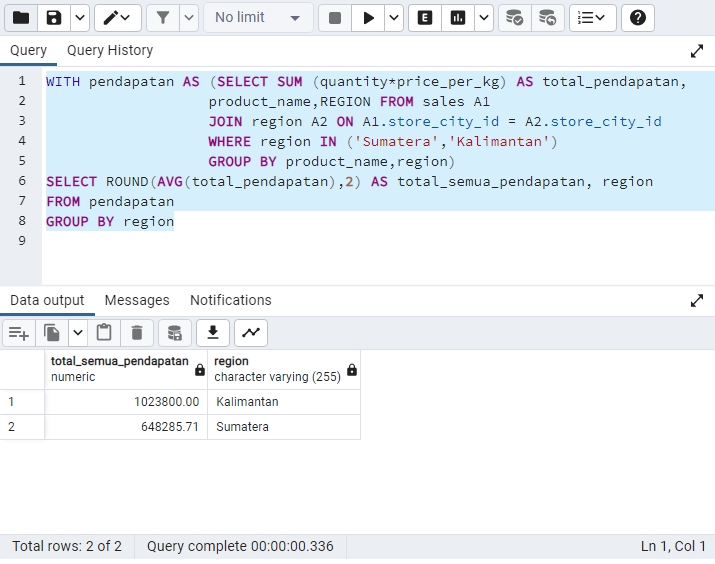 No limit
E
Query
Query History
1 WITH pendapatan AS (SELECT SUM (quantity*price_per_kg) AS total_pendapatan,
2 product_name,REGION FROM sales A1
3 JOIN region A2 ON A1.store_city_id = A2.store_city_id
4 WHERE region IN ('Sumatera','Kalimantan')
5 GROUP BY product_name,region)
6 SELECT ROUND(AVG(total_pendapatan),2) AS total_semua_pendapatan, region
7 FROM pendapatan
8 GROUP BY region
9
Data output Messages Notifications
total_semua_pendapatan region
numeric character varying (255)
1 1023800.00 Kalimantan
2 648285.71 Sumatera
Total rows: 2 of 2 Query complete 00:00:00.336 Ln 1, Col 1